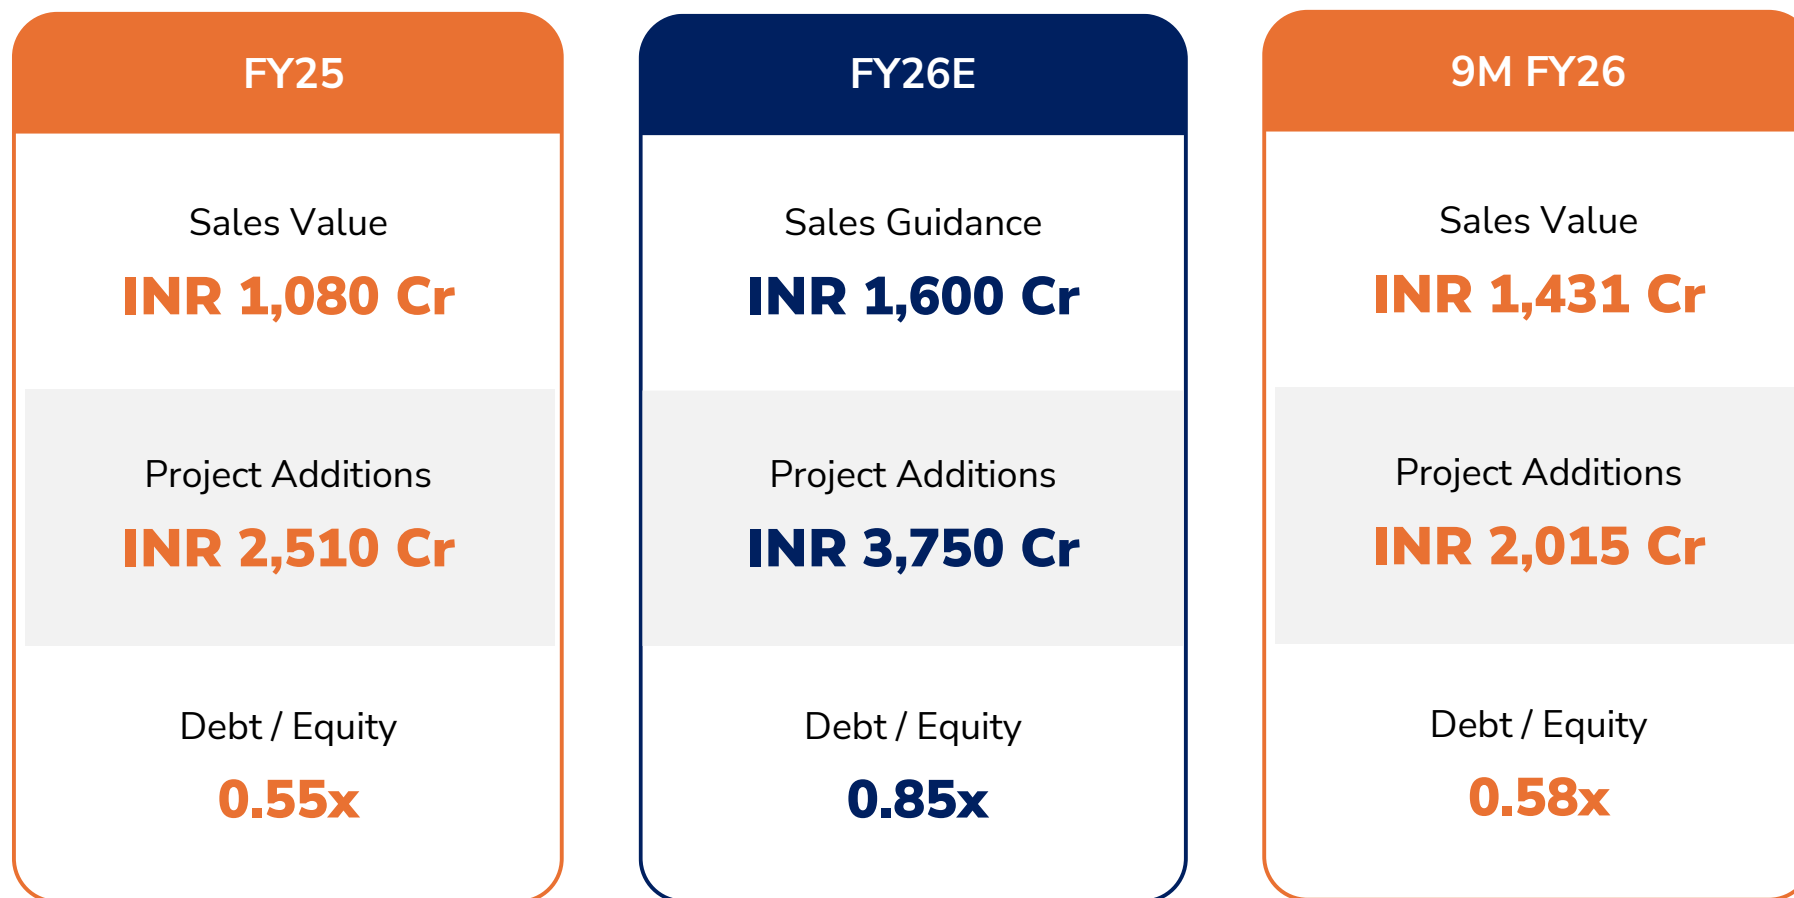 FY25
Sales Value
INR 1,080 Cr
Project Additions
INR 2,510 Cr
Debt / Equity
0.55x
FY26E
Sales Guidance
INR 1,600 Cr
Project Additions
INR 3,750 Cr
Debt / Equity
0.85x
9M FY26
Sales Value
INR 1,431 Cr
Project Additions
INR 2,015 Cr
Debt / Equity
0.58x